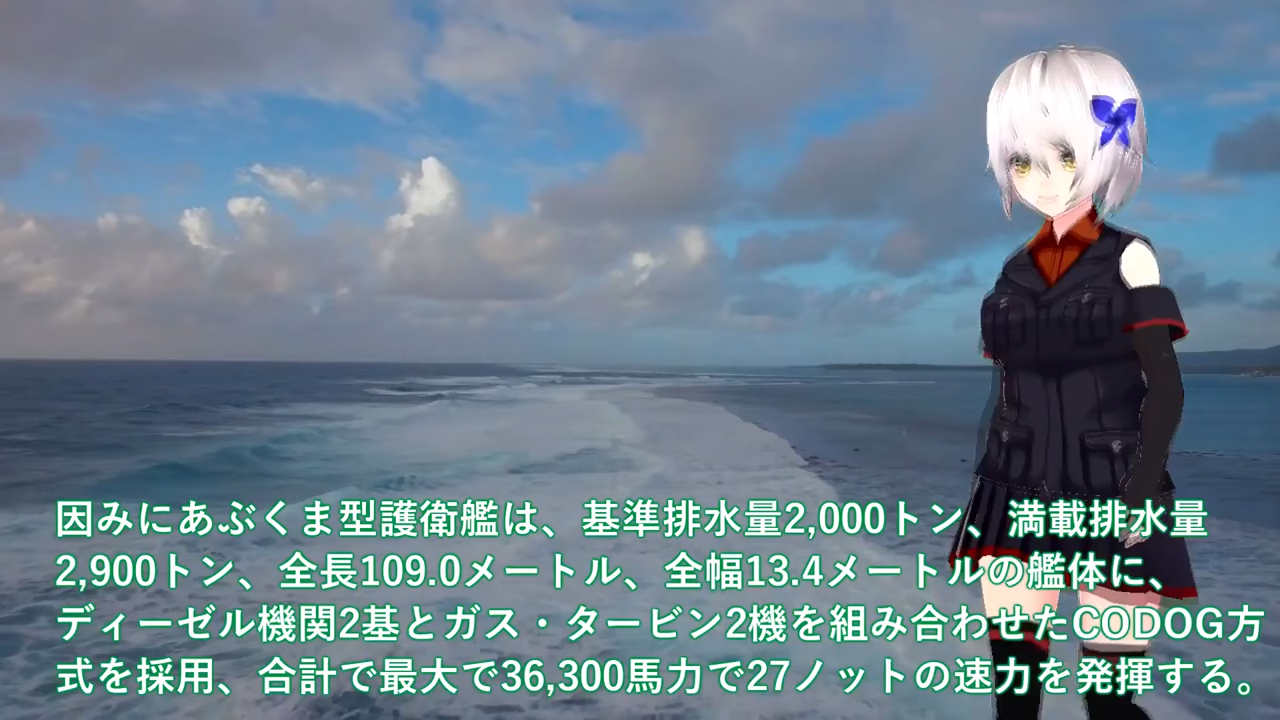 因みにあぶくま型護衛艦は、基準排水量2,000トン、満載排水量
2,900トン、全長109.0メートル、全幅13.4メートルの艦体に、
ディーゼル機関2基とガス・タービン2機を組み合わせたCODOG方
式を採用、合計で最大で36,300馬力で27ノットの速力を発揮する。